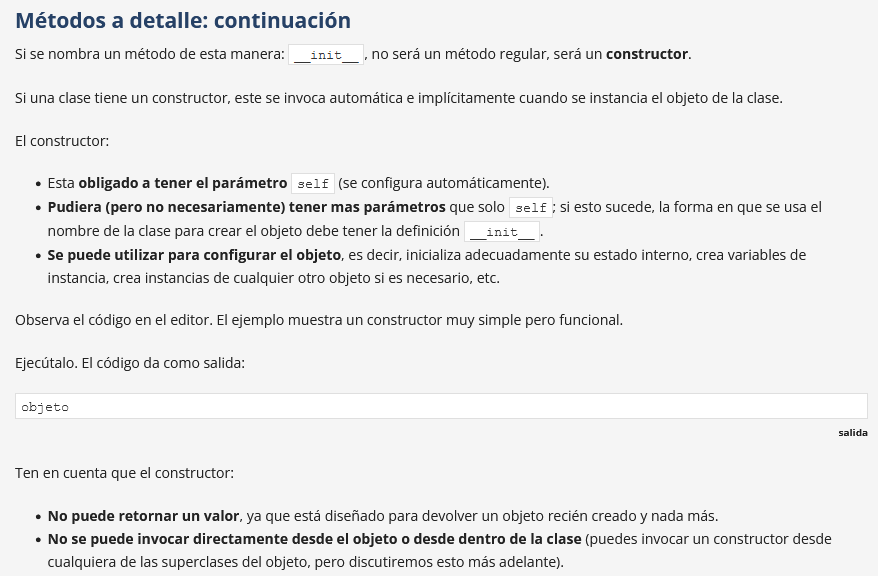 Métodos a detalle: continuación
Si se nombra un método de esta manera: __init__, no será un método regular, será un constructor.
Si una clase tiene un constructor, este se invoca automática e implícitamente cuando se instancia el objeto de la clase.
El constructor:
• Esta obligado a tener el parámetro self (se configura automáticamente).
• Pudiera (pero no necesariamente) tener mas parámetros que solo self; si esto sucede, la forma en que se usa el
nombre de la clase para crear el objeto debe tener la definición __init__.
• Se puede utilizar para configurar el objeto, es decir, inicializa adecuadamente su estado interno, crea variables de
instancia, crea instancias de cualquier otro objeto si es necesario, etc.
Observa el código en el editor. El ejemplo muestra un constructor muy simple pero funcional.
Ejecútalo. El código da como salida:
objeto
salida
Ten en cuenta que el constructor:
• No puede retornar un valor, ya que está diseñado para devolver un objeto recién creado y nada más.
• No se puede invocar directamente desde el objeto o desde dentro de la clase (puedes invocar un constructor desde
cualquiera de las superclases del objeto, pero discutiremos esto más adelante).